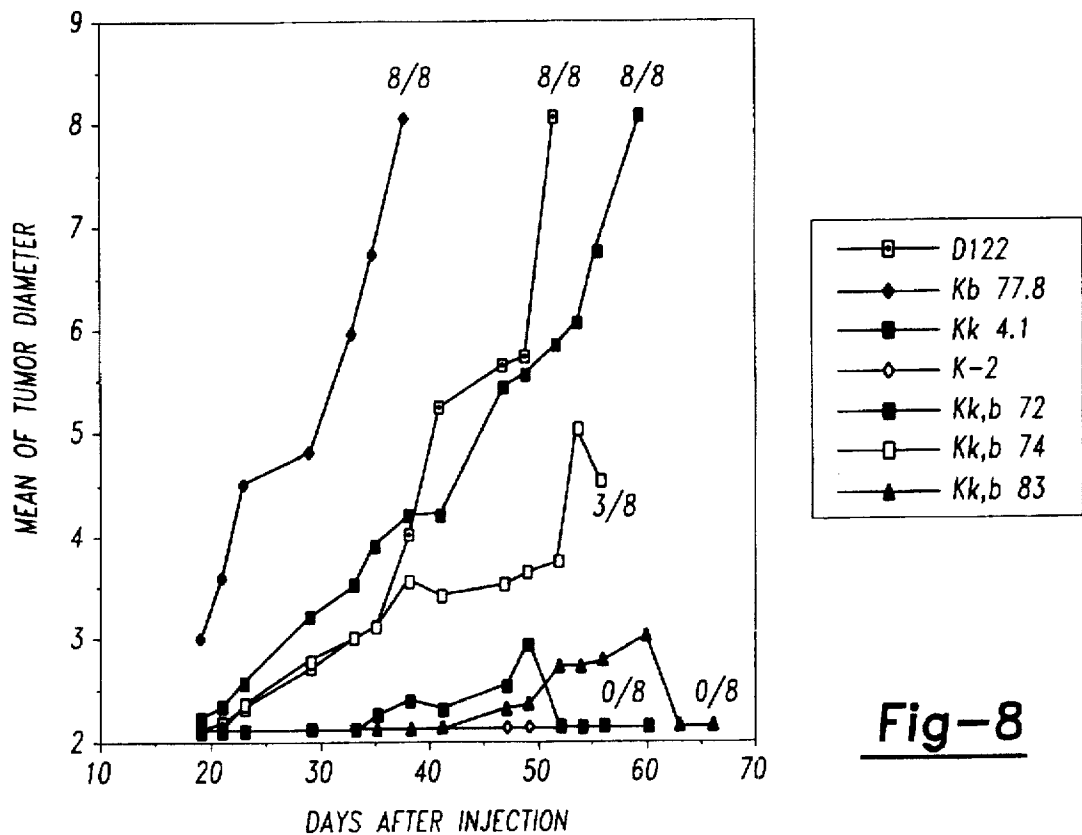 MEAN OF TUMOR DIAMETER
9
8
7
6
5
4
3
2
10
20
30
40
50
60
70
DAYS AFTER INJECTION
8/8
8/8
8/8
3/8
0/8
0/8
D122
Kb 77.8
Kk 4.1
K-2
Kk,b 72
Kk,b 74
Kk,b 83
Fig-8